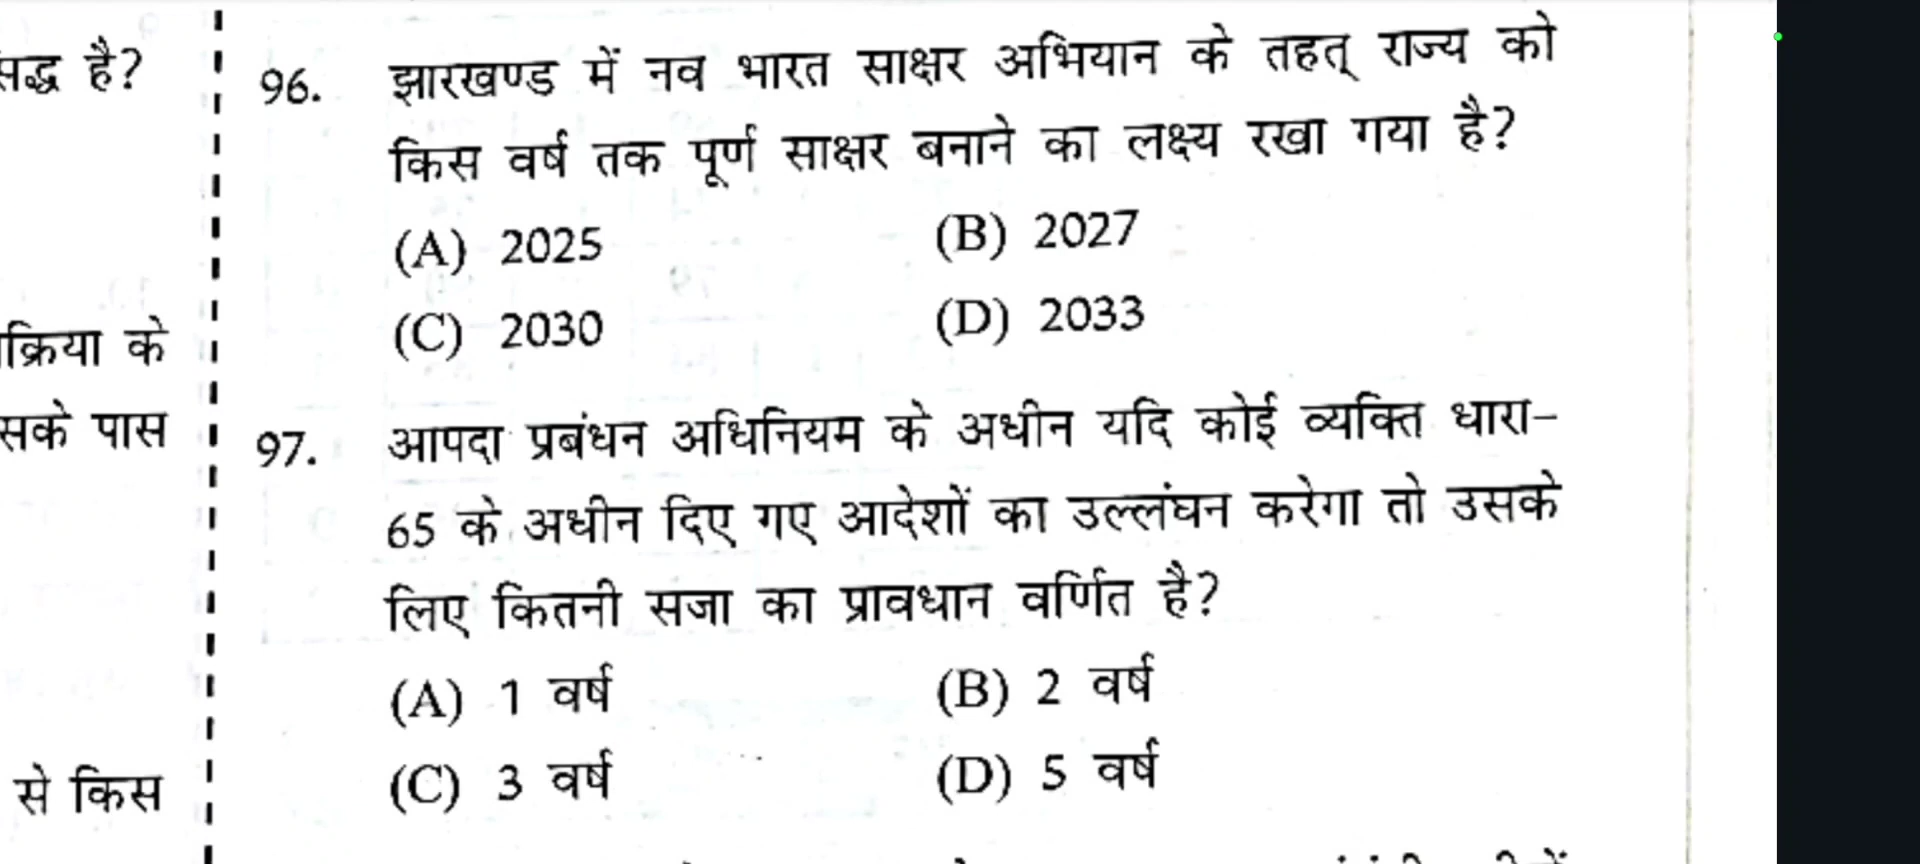 सद्ध है?
क्रिया के
सके पास
से किस
96. झारखण्ड में नव भारत साक्षर अभियान के तहत् राज्य को
किस वर्ष तक पूर्ण साक्षर बनाने का लक्ष्य रखा गया है?
(A) 2025 (B) 2027
(C) 2030 (D) 2033
97. आपदा प्रबंधन अधिनियम के अधीन यदि कोई व्यक्ति धारा-
65 के अधीन दिए गए आदेशों का उल्लंघन करेगा तो उसके
लिए कितनी सजा का प्रावधान वर्णित है?
(A) 1 वर्ष (B) 2 वर्ष
(C) 3 वर्ष (D) 5 वर्ष